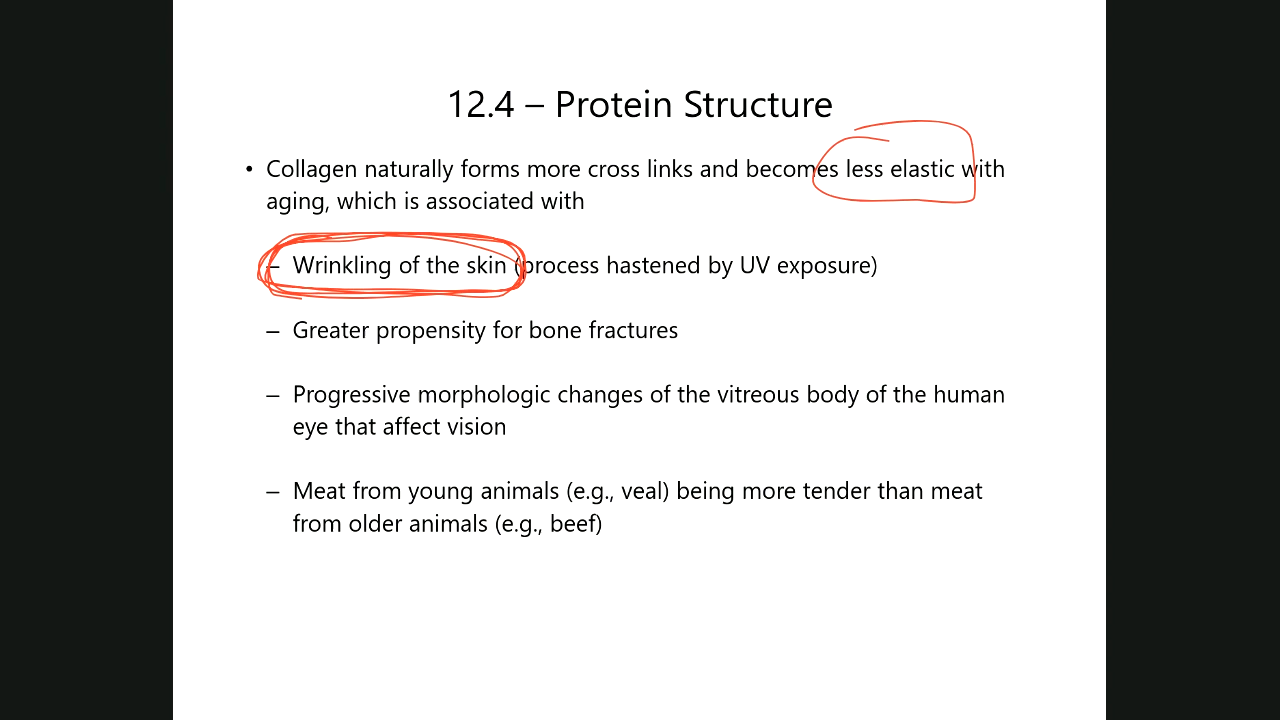 12.4 – Protein Structure
• Collagen naturally forms more cross links and becomes less elastic with
aging, which is associated with
– Wrinkling of the skin (process hastened by UV exposure)
– Greater propensity for bone fractures
– Progressive morphologic changes of the vitreous body of the human
eye that affect vision
– Meat from young animals (e.g., veal) being more tender than meat
from older animals (e.g., beef)